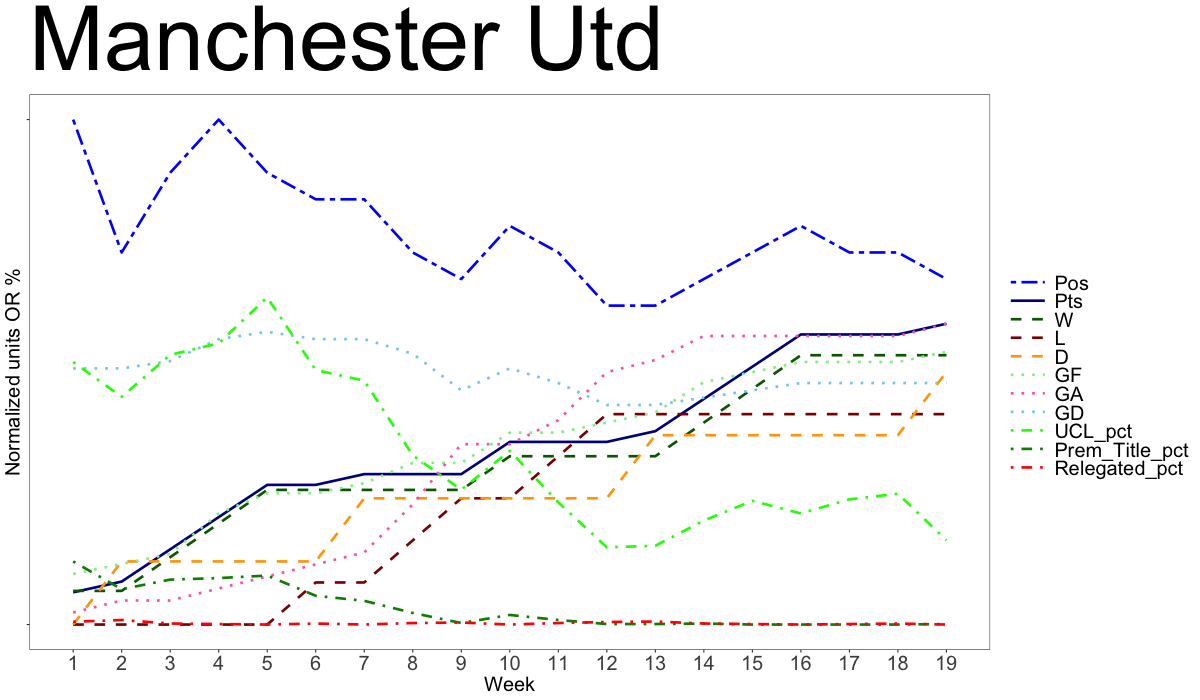 Manchester Utd
Normalized units OR %
Pos
Pts
W
L
D
GF
GA
GD
UCL_pct
Prem_Title_pct
Relegated_pct
1 2 3 4 5 6 7 8 9 10 11 12 13 14 15 16 17 18 19
Week